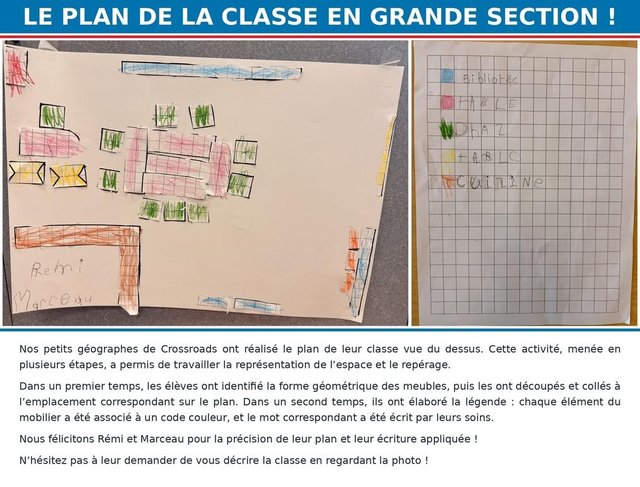 LE PLAN DE LA CLASSE EN GRANDE SECTION !
Remi
Marceau
Bibliotec
TABLE
ChAZ
TABLC
CUiZINe
Nos petits géographes de Crossroads ont réalisé le plan de leur classe vue du dessus. Cette activité, menée en
plusieurs étapes, a permis de travailler la représentation de l’espace et le repérage.
Dans un premier temps, les élèves ont identifié la forme géométrique des meubles, puis les ont découpés et collés à
l’emplacement correspondant sur le plan. Dans un second temps, ils ont élaboré la légende : chaque élément du
mobilier a été associé à un code couleur, et le mot correspondant a été écrit par leurs soins.
Nous félicitons Rémi et Marceau pour la précision de leur plan et leur écriture appliquée !
N’hésitez pas à leur demander de vous décrire la classe en regardant la photo !